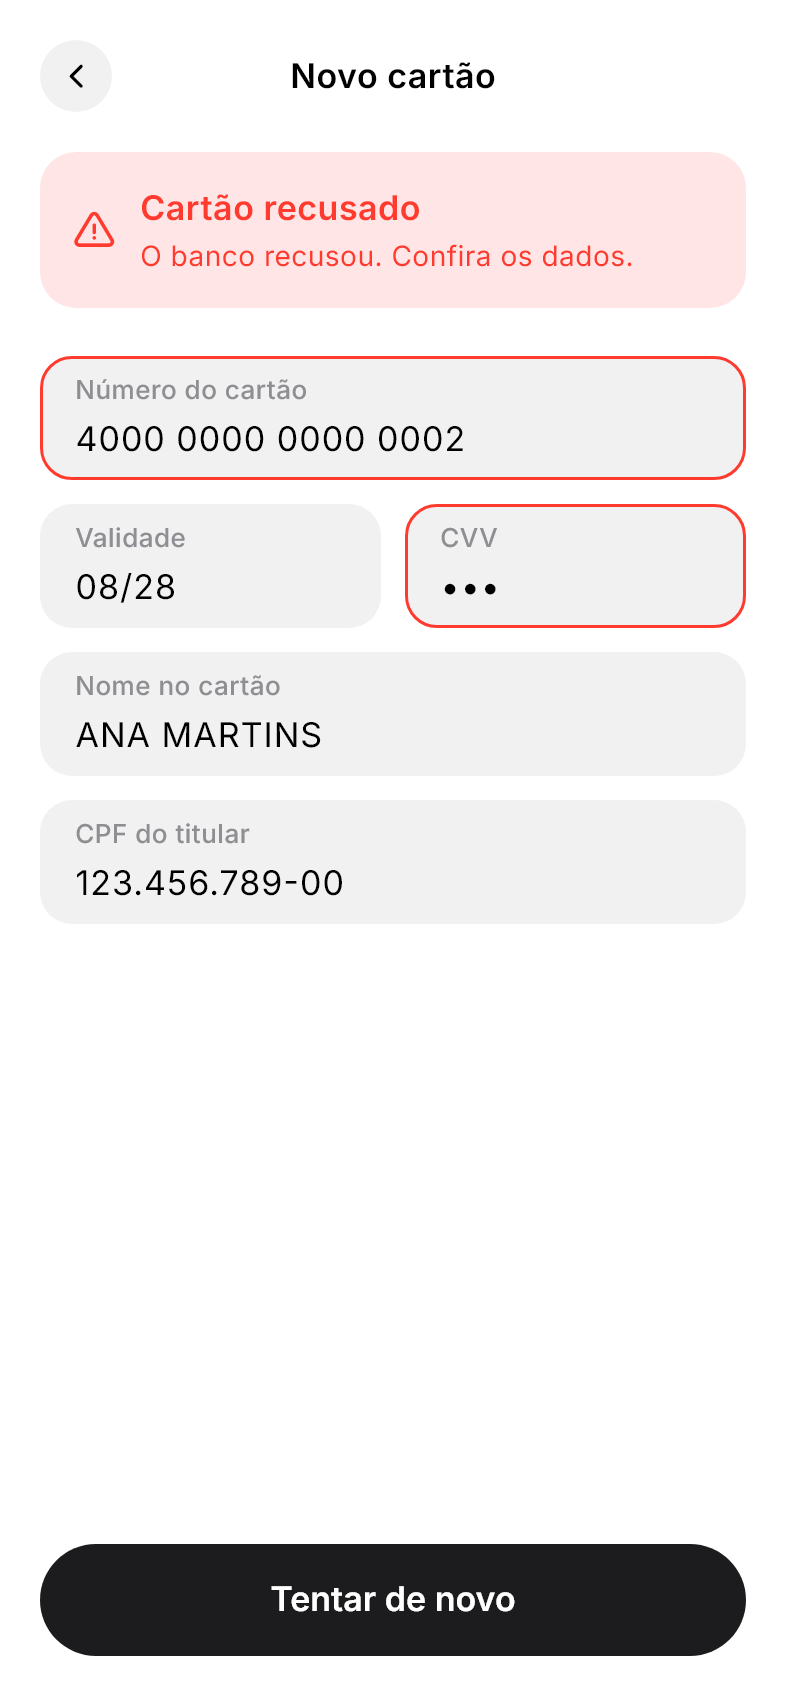 Novo cartão
Cartão recusado
O banco recusou. Confira os dados.
Número do cartão
4000 0000 0000 0002
Validade
08/28
CVV
•••
Nome no cartão
ANA MARTINS
CPF do titular
123.456.789-00
Tentar de novo